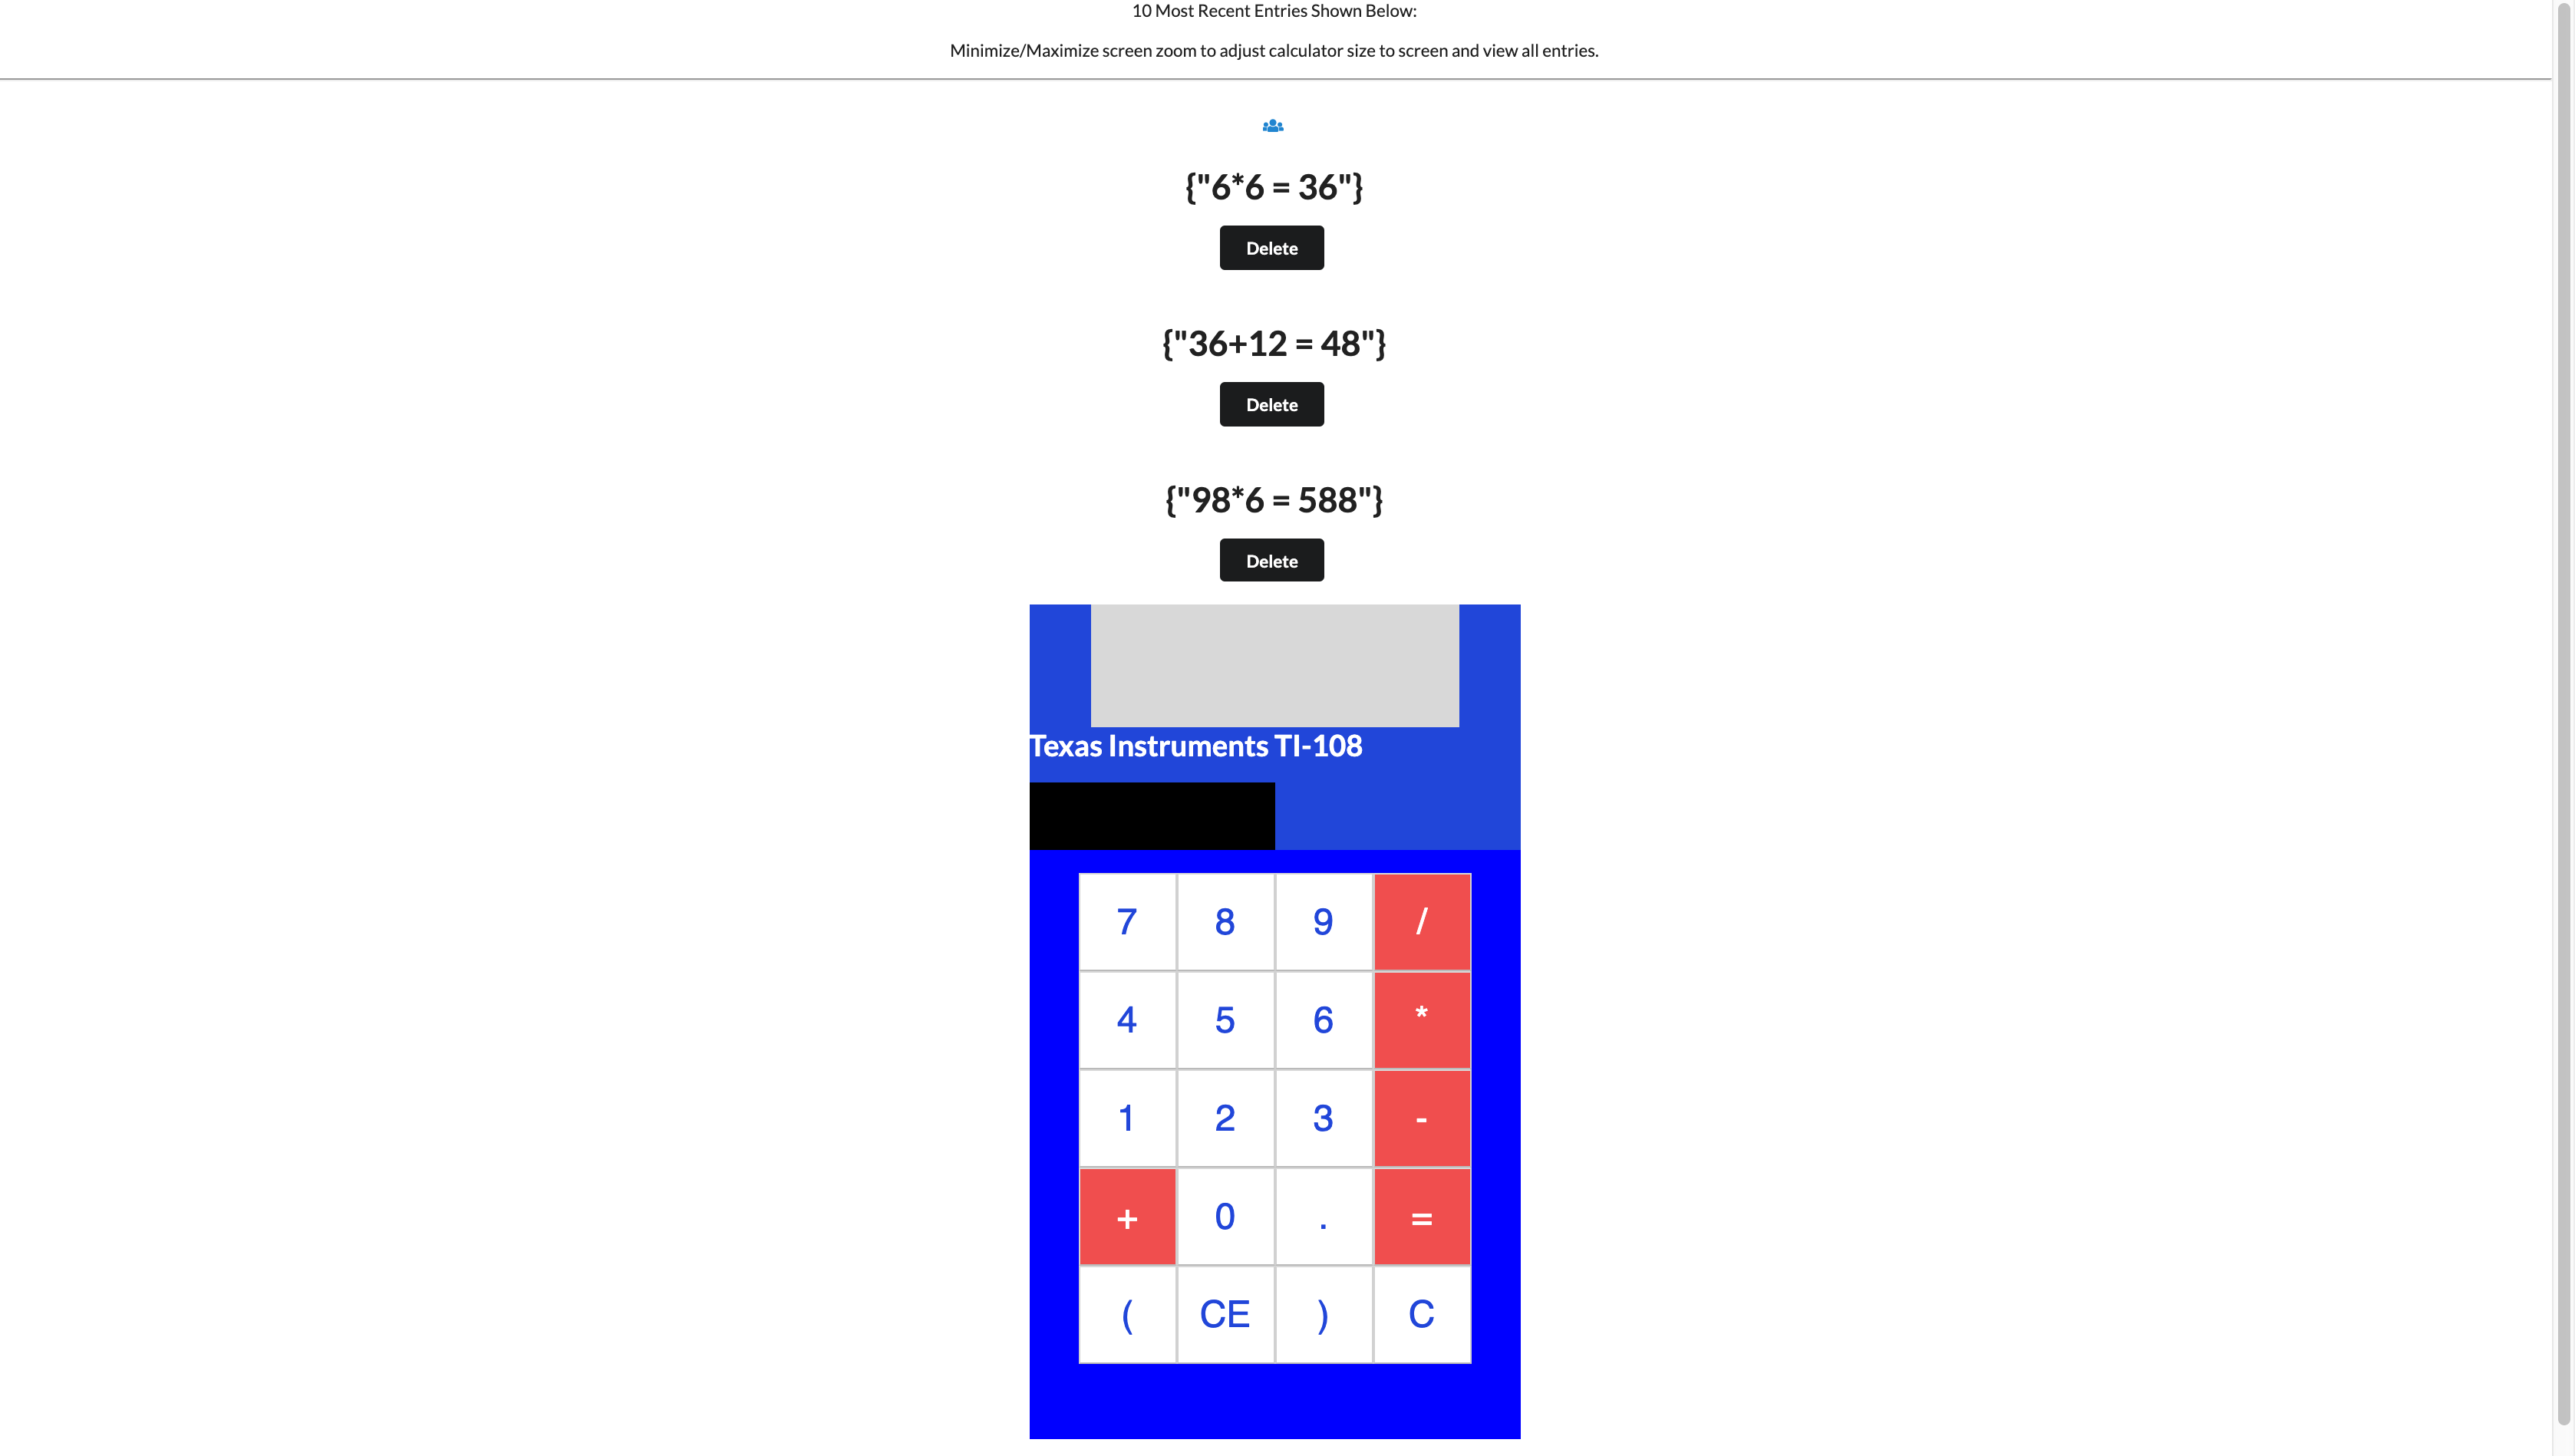 10 Most Recent Entries Shown Below:
Minimize/Maximize screen zoom to adjust calculator size to screen and view all entries.
{"6*6 = 36"}
Delete
{"36+12 = 48"}
Delete
{"98*6 = 588"}
Delete
Texas Instruments TI-108
7 8 9 /
4 5 6 *
1 2 3 -
+ 0 . =
( CE ) C